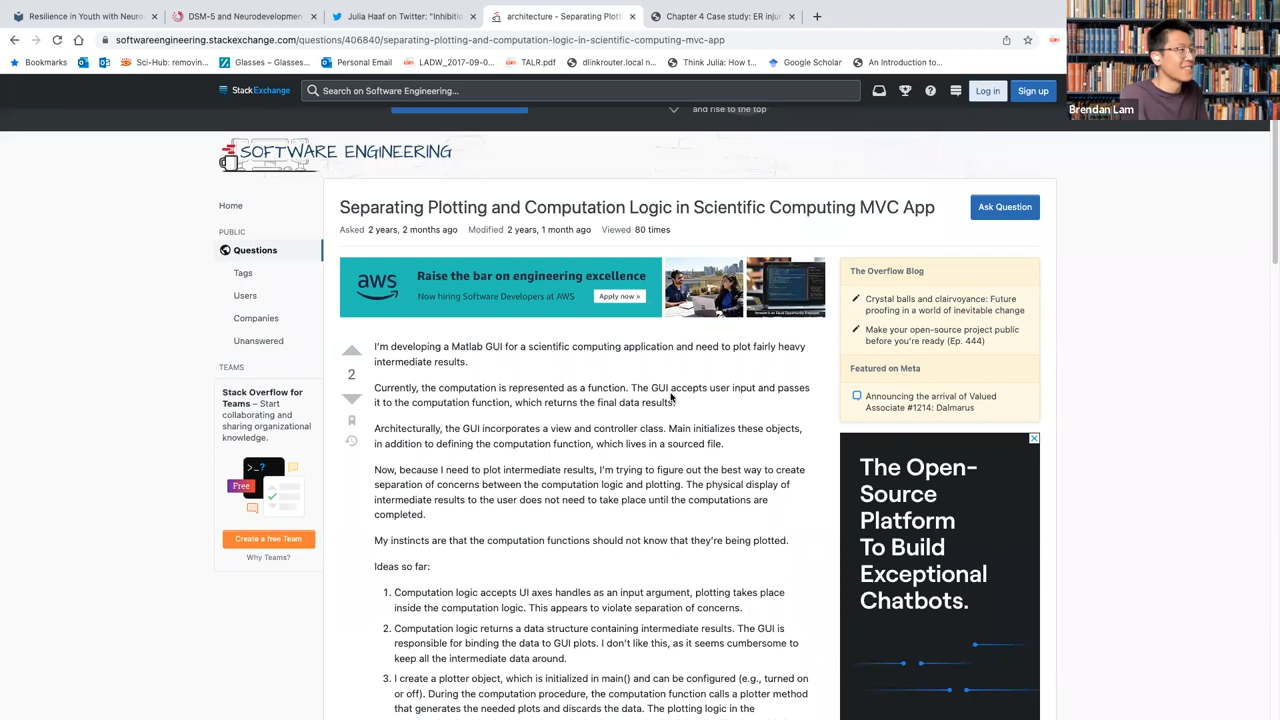 Resilience in Youth with Neuro
DSM-5 and Neurodevelopmen
Julia Haaf on Twitter: "Inhibitio
architecture - Separating Plott
Chapter 4 Case study: ER injur
softwareengineering.stackexchange.com/questions/406840/separating-plotting-and-computation-logic-in-scientific-computing-mvc-app
Bookmarks
Sci-Hub: removin...
Glasses – Glasses...
Personal Email
LADW_2017-09-0...
TALR.pdf
dlinkrouter.local n...
Think Julia: How t...
Google Scholar
An Introduction to...
Brendan Lam
StackExchange
Search on Software Engineering...
Log in
Sign up
and rise to the top
SOFTWARE ENGINEERING
Home
PUBLIC
Questions
Tags
Users
Companies
Unanswered
TEAMS
Stack Overflow for
Teams – Start
collaborating and
sharing organizational
knowledge.
>_?
Free
Create a free Team
Why Teams?
Separating Plotting and Computation Logic in Scientific Computing MVC App
Ask Question
Asked 2 years, 2 months ago Modified 2 years, 1 month ago Viewed 80 times
aws
Raise the bar on engineering excellence
Now hiring Software Developers at AWS
Apply now »
2
I'm developing a Matlab GUI for a scientific computing application and need to plot fairly heavy
intermediate results.
Currently, the computation is represented as a function. The GUI accepts user input and passes
it to the computation function, which returns the final data results.
Architecturally, the GUI incorporates a view and controller class. Main initializes these objects,
in addition to defining the computation function, which lives in a sourced file.
Now, because I need to plot intermediate results, I'm trying to figure out the best way to create
separation of concerns between the computation logic and plotting. The physical display of
intermediate results to the user does not need to take place until the computations are
completed.
My instincts are that the computation functions should not know that they're being plotted.
Ideas so far:
1. Computation logic accepts UI axes handles as an input argument, plotting takes place
inside the computation logic. This appears to violate separation of concerns.
2. Computation logic returns a data structure containing intermediate results. The GUI is
responsible for binding the data to GUI plots. I don't like this, as it seems cumbersome to
keep all the intermediate data around.
3. I create a plotter object, which is initialized in main() and can be configured (e.g., turned on
or off). During the computation procedure, the computation function calls a plotter method
that generates the needed plots and discards the data. The plotting logic in the
The Overflow Blog
Crystal balls and clairvoyance: Future
proofing in a world of inevitable change
Make your open-source project public
before you're ready (Ep. 444)
Featured on Meta
Announcing the arrival of Valued
Associate #1214: Dalmarus
The Open-
Source
Platform
To Build
Exceptional
Chatbots.